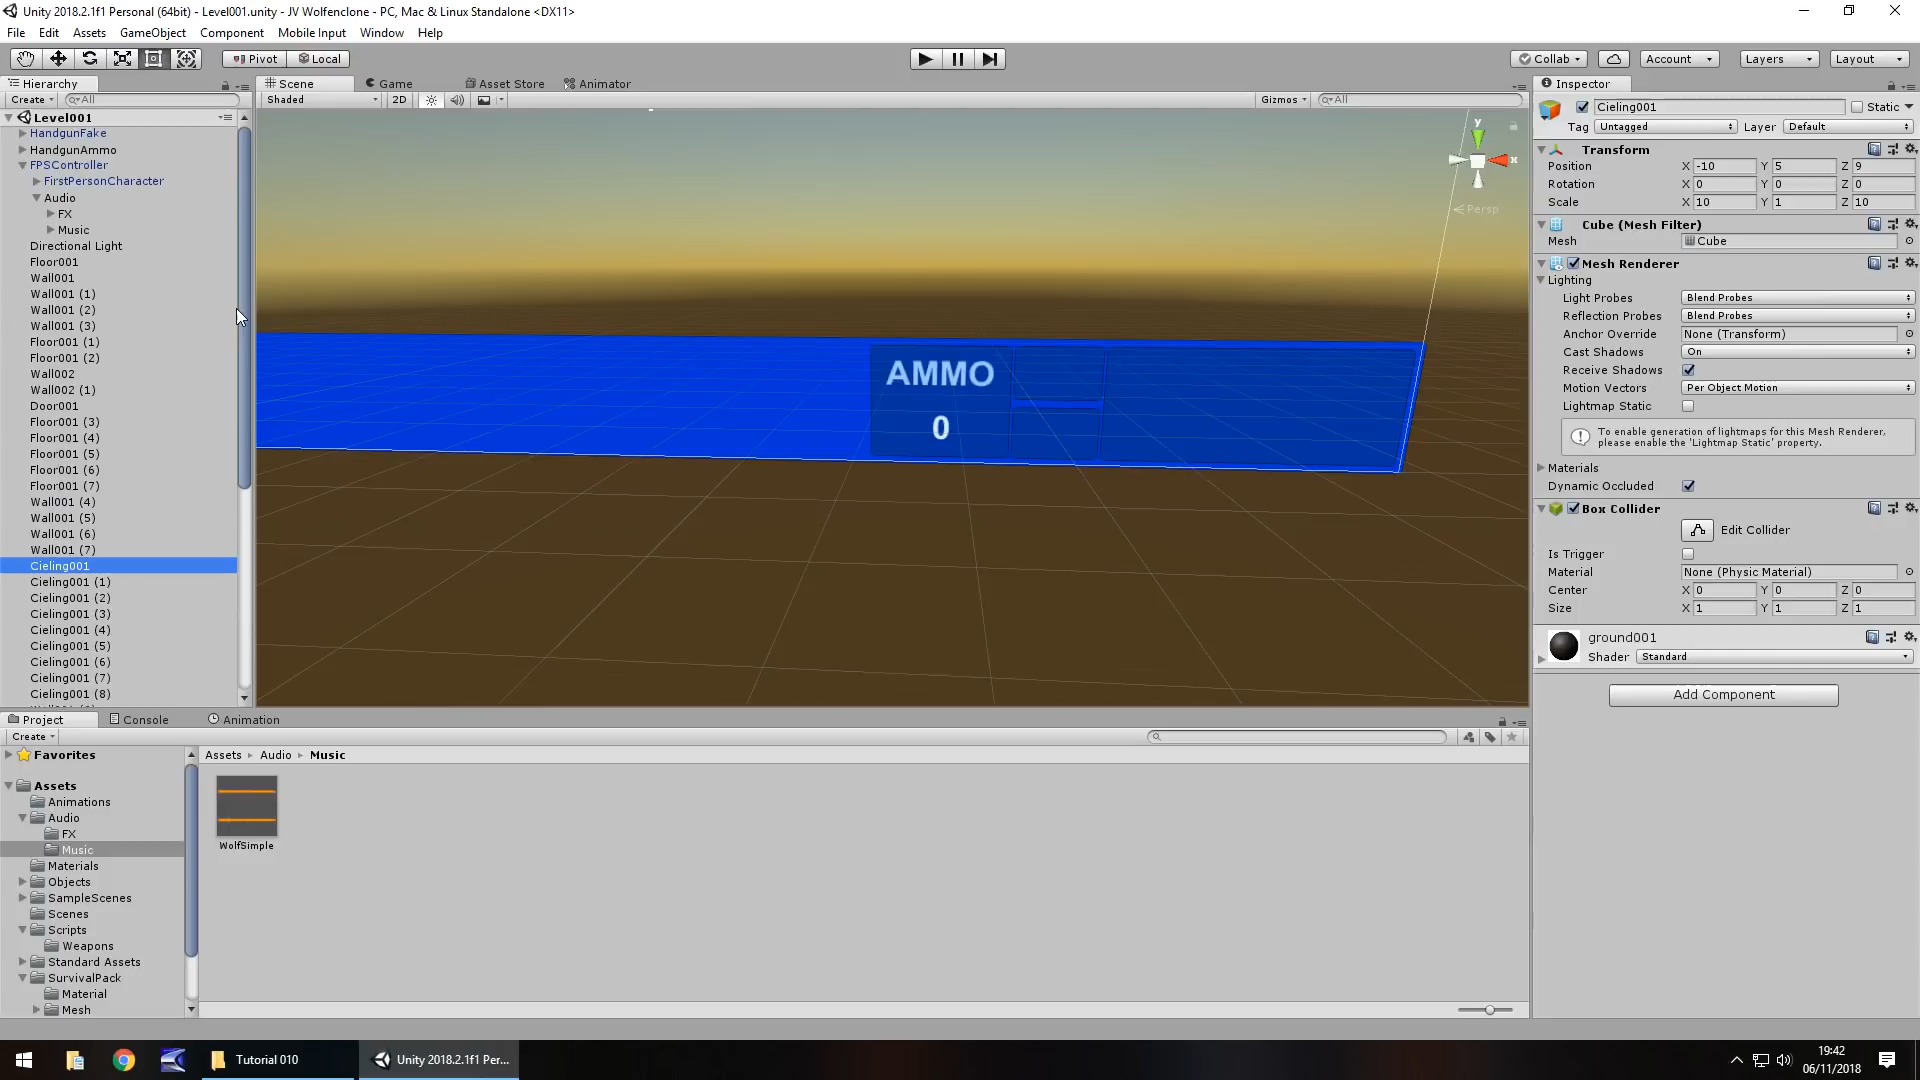 Unity 2018.2.1f1 Personal (64bit) - Level001.unity - JV Wolfenclone - PC, Mac & Linux Standalone <DX11>
File Edit Assets GameObject Component Mobile Input Window Help
Pivot Local Collab Account Layers Layout
Hierarchy
Create All
Level001
HandgunFake
HandgunAmmo
FPSController
FirstPersonCharacter
Audio
FX
Music
Directional Light
Floor001
Wall001
Wall001 (1)
Wall001 (2)
Wall001 (3)
Floor001 (1)
Floor001 (2)
Wall002
Wall002 (1)
Door001
Floor001 (3)
Floor001 (4)
Floor001 (5)
Floor001 (6)
Floor001 (7)
Wall001 (4)
Wall001 (5)
Wall001 (6)
Wall001 (7)
Cieling001
Cieling001 (1)
Cieling001 (2)
Cieling001 (3)
Cieling001 (4)
Cieling001 (5)
Cieling001 (6)
Cieling001 (7)
Cieling001 (8)
Scene Game Asset Store Animator
Shaded 2D Gizmos All
y
x
Persp
AMMO
0
Inspector
Cieling001 Static
Tag Untagged Layer Default
Transform
Position X -10 Y 5 Z 9
Rotation X 0 Y 0 Z 0
Scale X 10 Y 1 Z 10
Cube (Mesh Filter)
Mesh Cube
Mesh Renderer
Lighting
Light Probes Blend Probes
Reflection Probes Blend Probes
Anchor Override None (Transform)
Cast Shadows On
Receive Shadows
Motion Vectors Per Object Motion
Lightmap Static
To enable generation of lightmaps for this Mesh Renderer,
please enable the 'Lightmap Static' property.
Materials
Dynamic Occluded
Box Collider
Edit Collider
Is Trigger
Material None (Physic Material)
Center X 0 Y 0 Z 0
Size X 1 Y 1 Z 1
ground001
Shader Standard
Add Component
Project Console Animation
Create
Favorites
Assets
Animations
Audio
FX
Music
Materials
Objects
SampleScenes
Scenes
Scripts
Weapons
Standard Assets
SurvivalPack
Material
Mesh
Assets Audio Music
WolfSimple
Tutorial 010 Unity 2018.2.1f1 Per...
19:42
06/11/2018